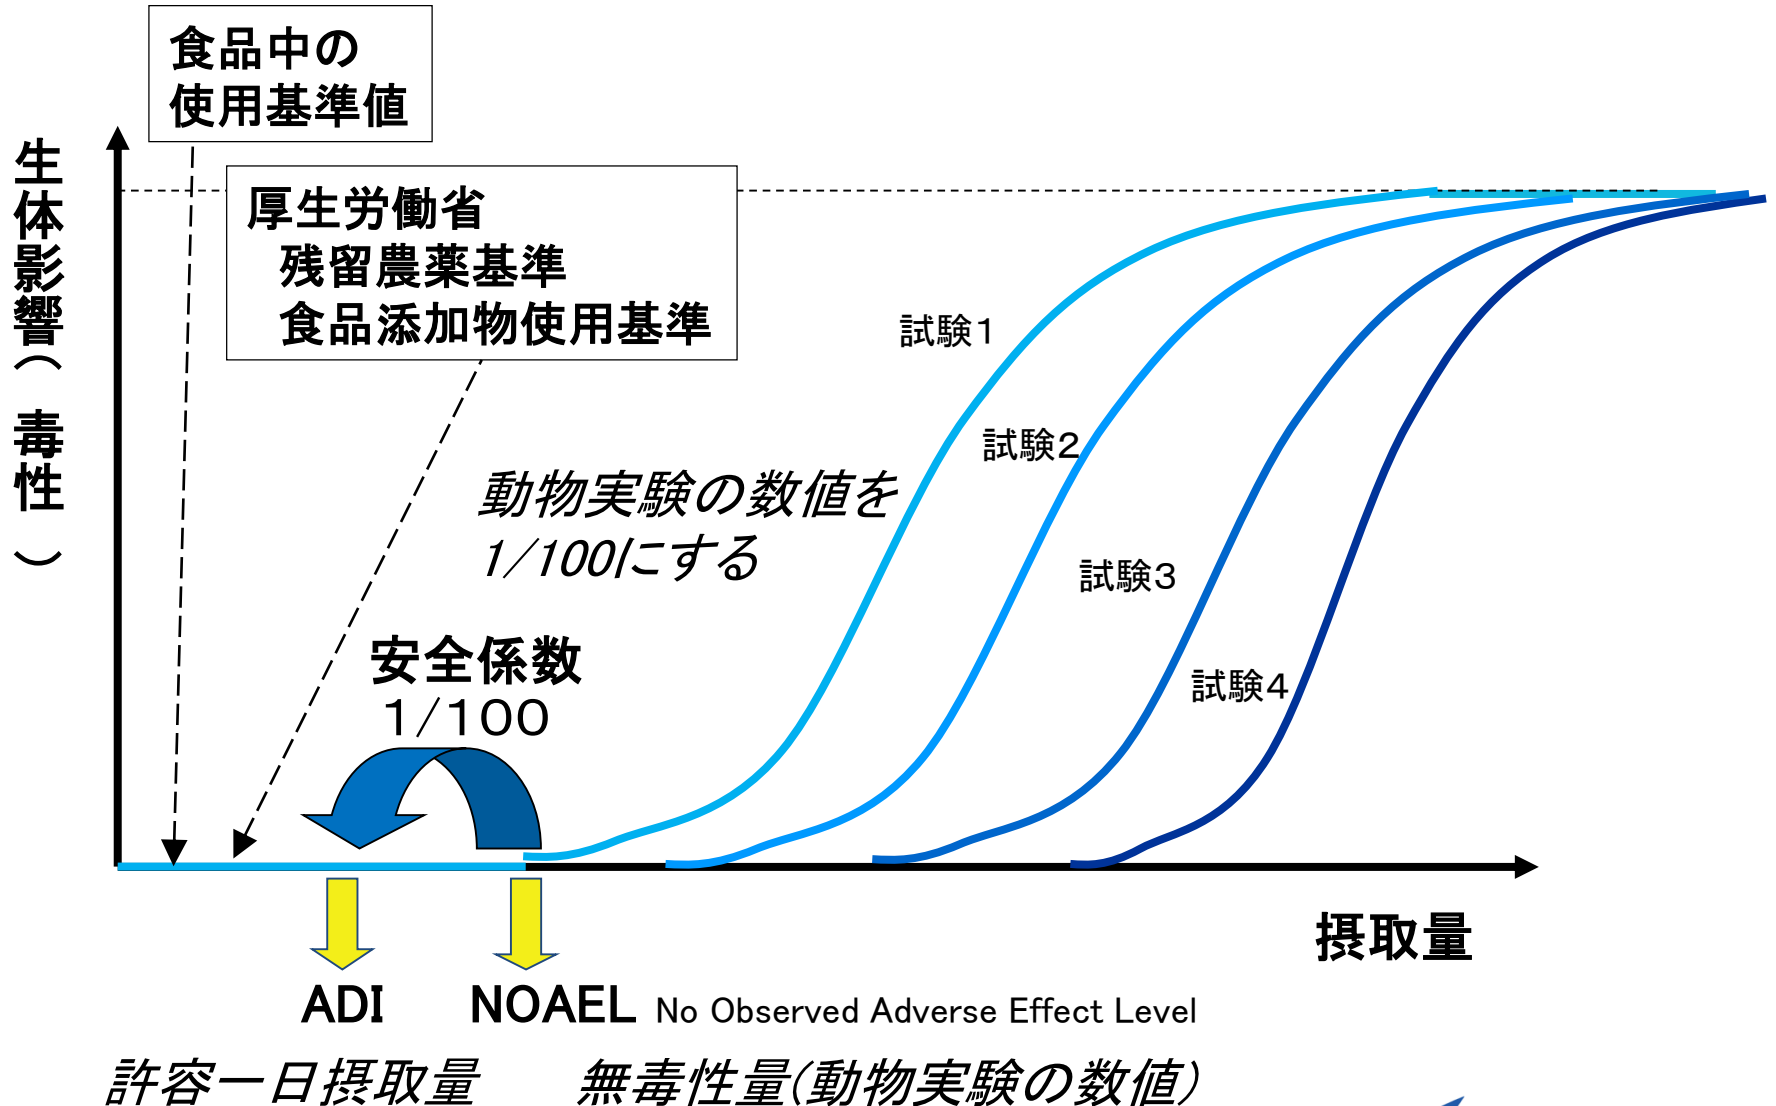 食品中の
使用基準値
生体影響(毒性)
厚生労働省
残留農薬基準
食品添加物使用基準
試験1
試験2
動物実験の数値を
1/100にする
試験3
安全係数
1/100
試験4
摂取量
ADI
NOAEL No Observed Adverse Effect Level
許容一日摂取量
無毒性量(動物実験の数値)